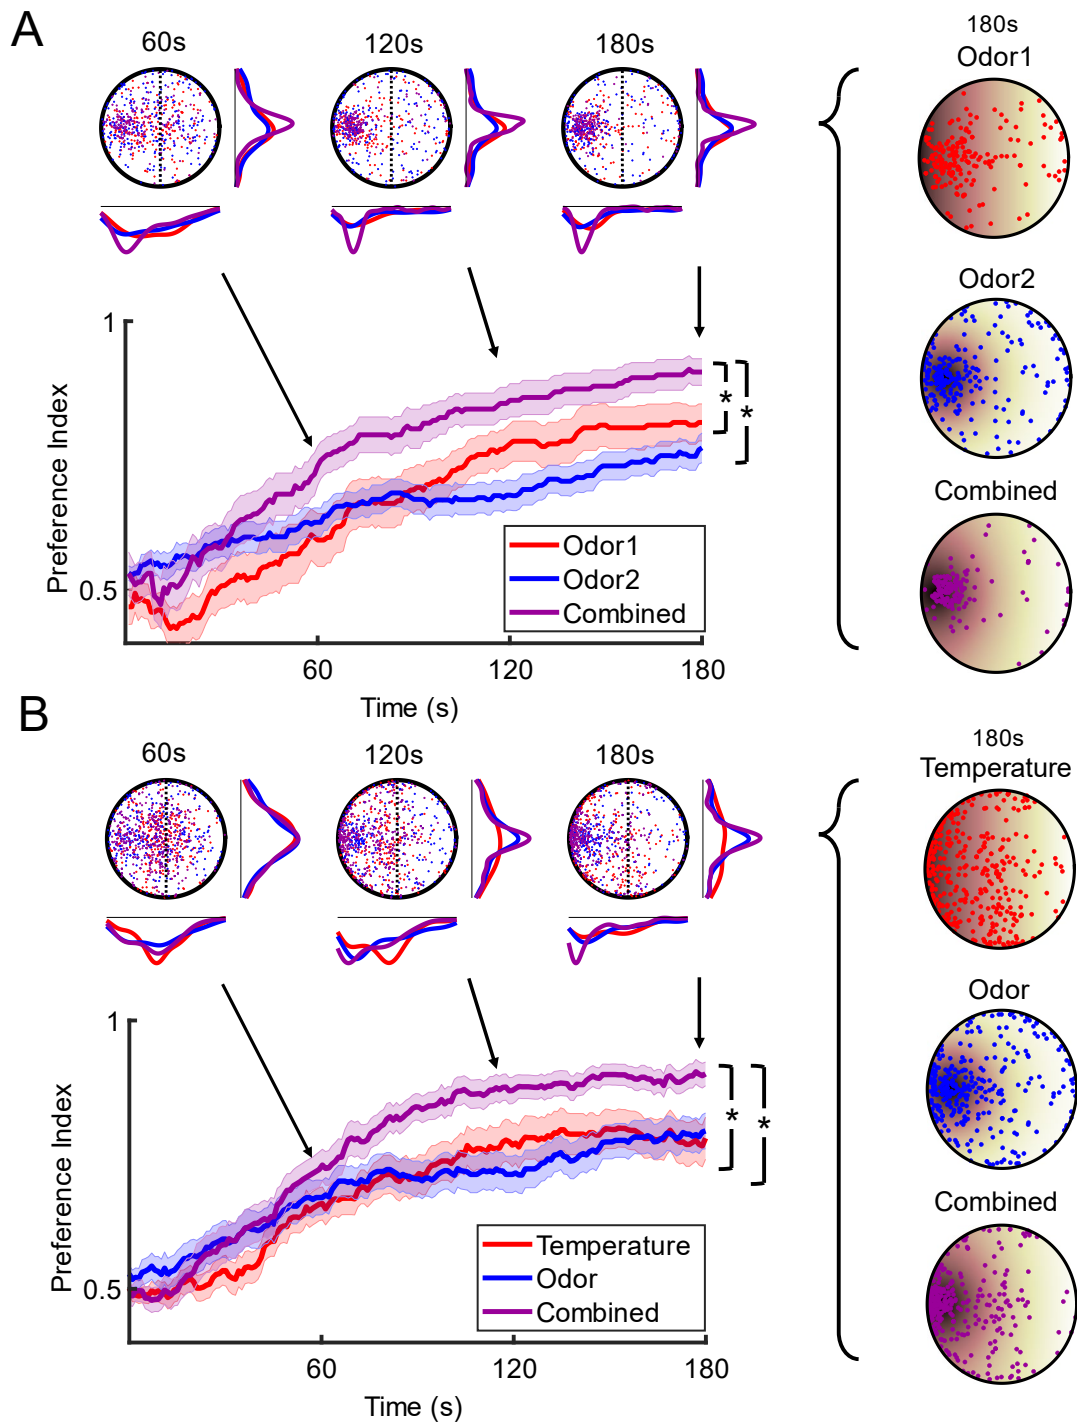 A
60s
120s
180s
180s
Odor1
Odor2
Combined
1
0.5
Preference Index
*
*
Odor1
Odor2
Combined
60
120
180
Time (s)
B
60s
120s
180s
180s
Temperature
Odor
Combined
1
0.5
Preference Index
*
*
Temperature
Odor
Combined
60
120
180
Time (s)